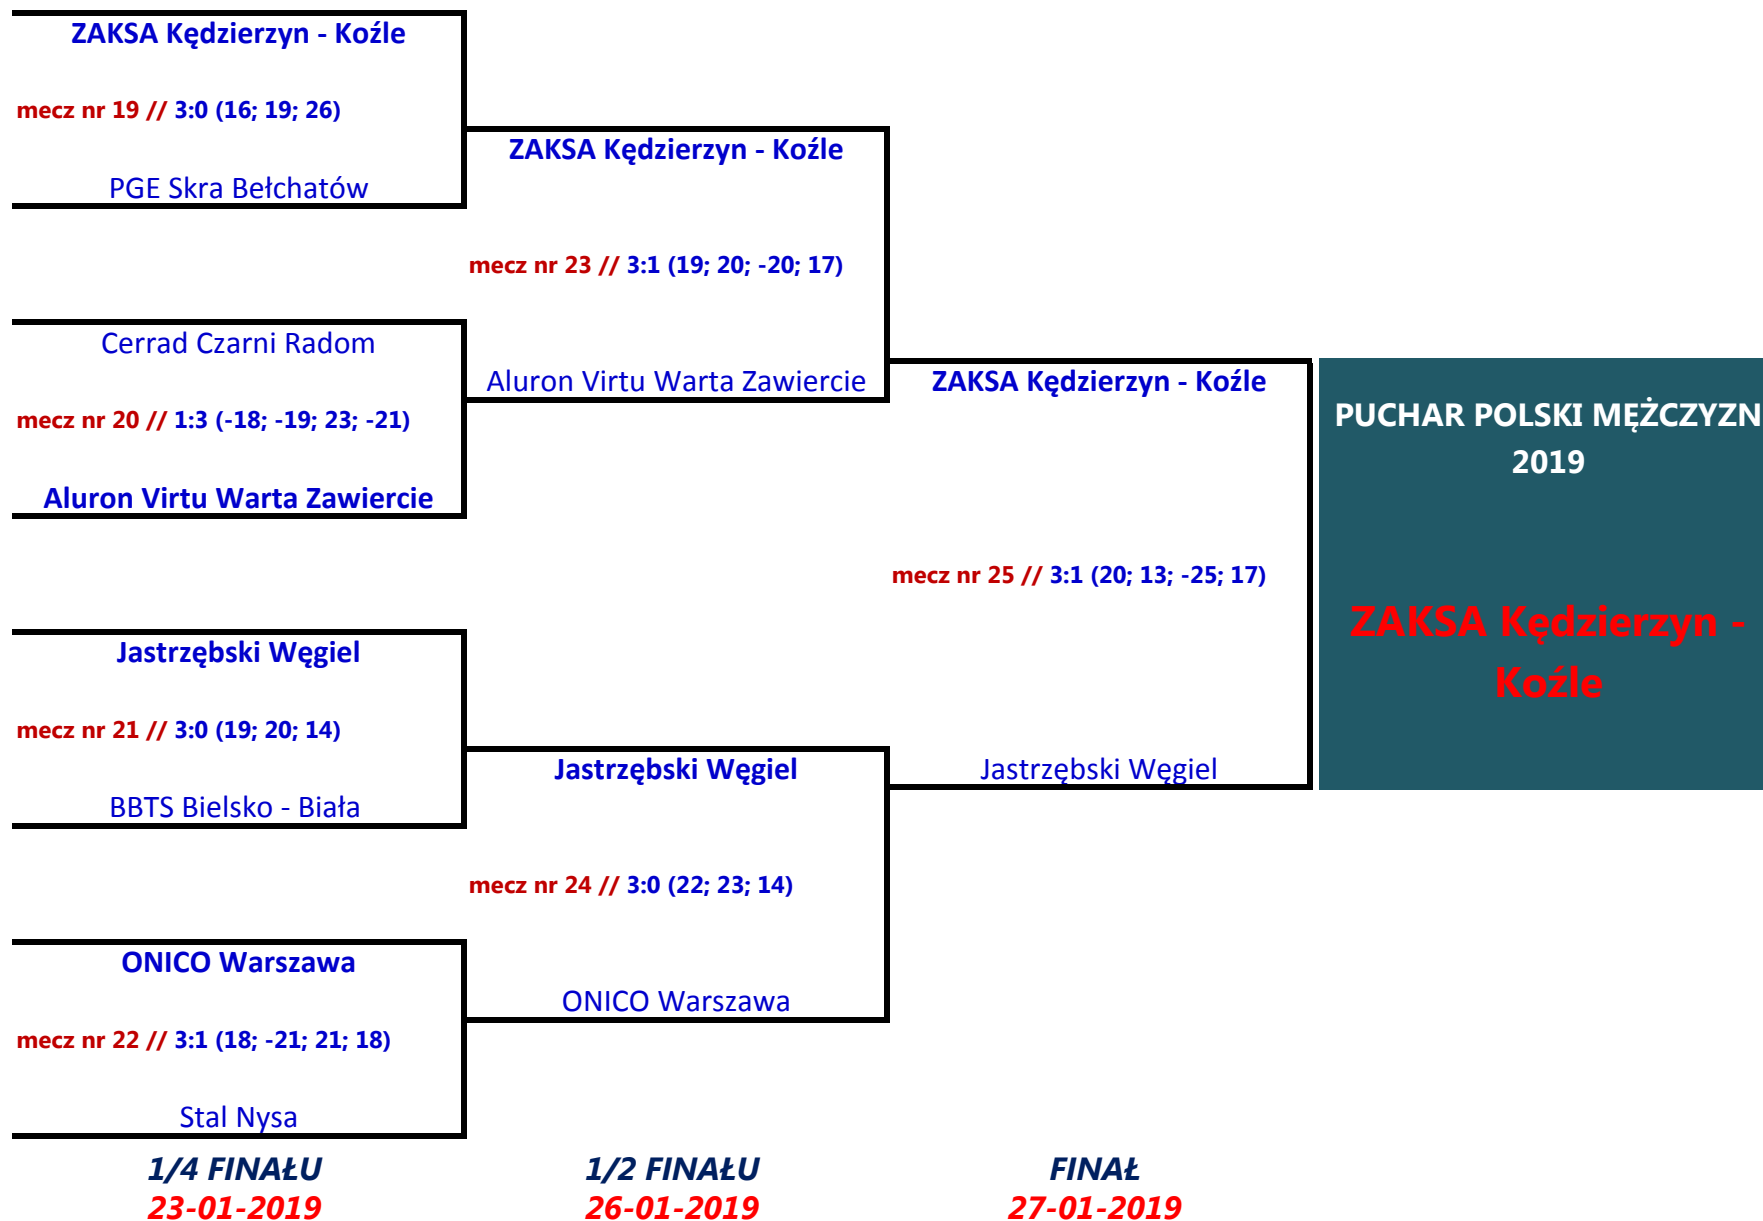 ZAKSA Kędzierzyn - Koźle
mecz nr 19 // 3:0 (16; 19; 26)
PGE Skra Bełchatów
Cerrad Czarni Radom
mecz nr 20 // 1:3 (-18; -19; 23; -21)
Aluron Virtu Warta Zawiercie
Jastrzębski Węgiel
mecz nr 21 // 3:0 (19; 20; 14)
BBTS Bielsko - Biała
ONICO Warszawa
mecz nr 22 // 3:1 (18; -21; 21; 18)
Stal Nysa
1/4 FINAŁU
23-01-2019
ZAKSA Kędzierzyn - Koźle
mecz nr 23 // 3:1 (19; 20; -20; 17)
Aluron Virtu Warta Zawiercie
Jastrzębski Węgiel
mecz nr 24 // 3:0 (22; 23; 14)
ONICO Warszawa
1/2 FINAŁU
26-01-2019
ZAKSA Kędzierzyn - Koźle
mecz nr 25 // 3:1 (20; 13; -25; 17)
Jastrzębski Węgiel
FINAŁ
27-01-2019
PUCHAR POLSKI MĘŻCZYZN
2019
ZAKSA Kędzierzyn -
Koźle